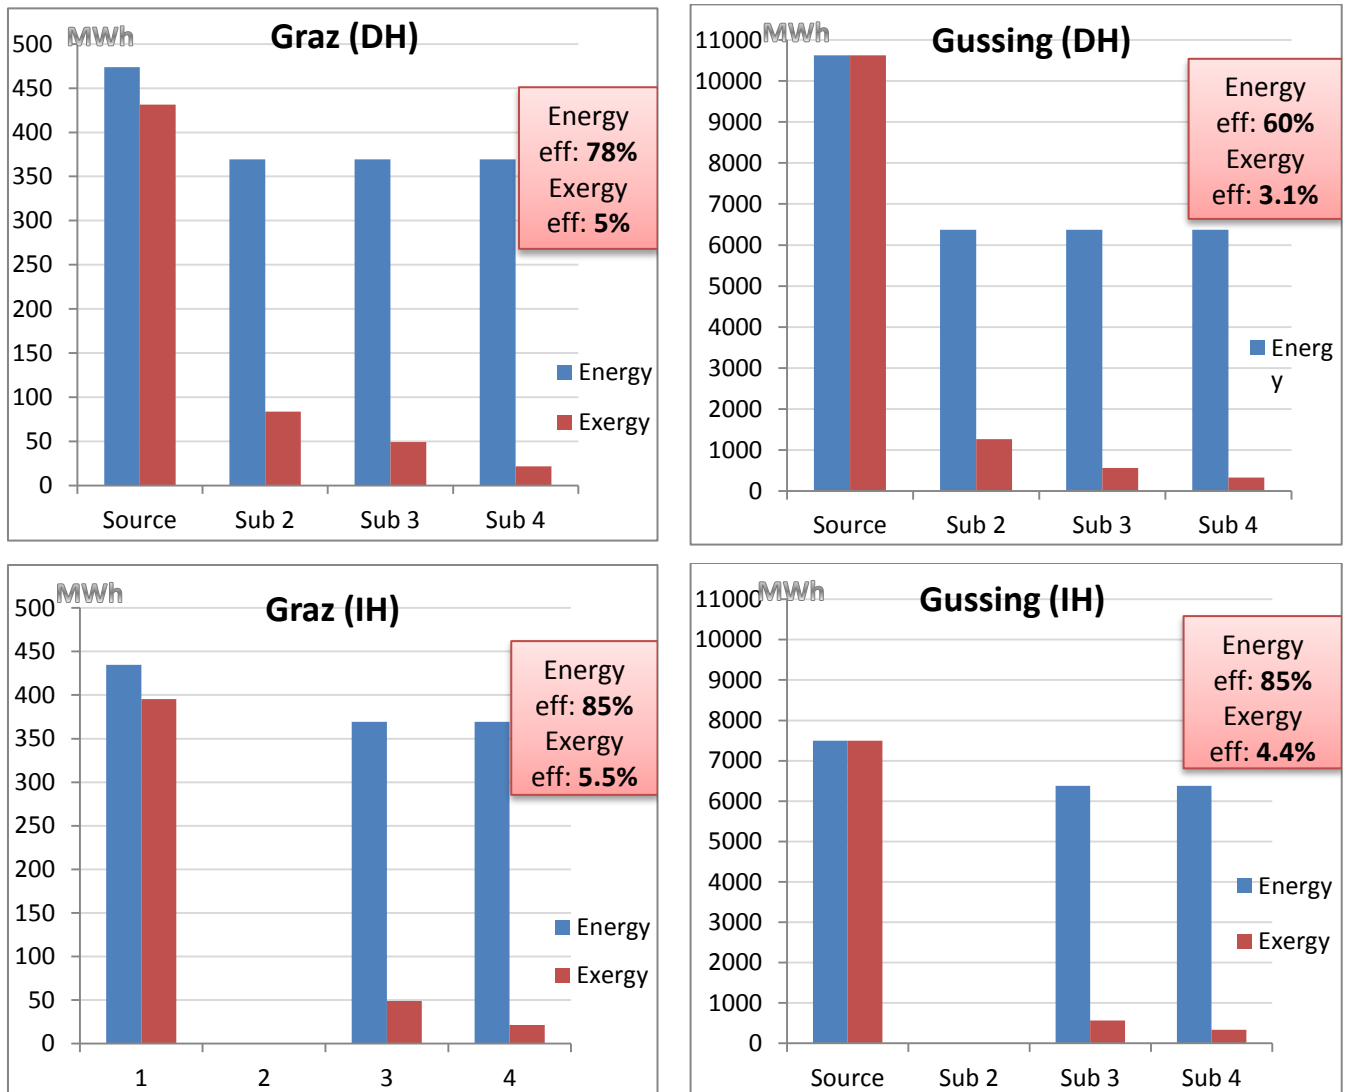 Graz (DH)
MWh
500
450
400
350
300
250
200
150
100
50
0
Source Sub 2 Sub 3 Sub 4
Energy
eff: 78%
Exergy
eff: 5%
Energy
Exergy
Gussing (DH)
MWh
11000
10000
9000
8000
7000
6000
5000
4000
3000
2000
1000
0
Source Sub 2 Sub 3 Sub 4
Energy
eff: 60%
Exergy
eff: 3.1%
Energ
y
Graz (IH)
MWh
500
450
400
350
300
250
200
150
100
50
0
1 2 3 4
Energy
eff: 85%
Exergy
eff: 5.5%
Energy
Exergy
Gussing (IH)
MWh
11000
10000
9000
8000
7000
6000
5000
4000
3000
2000
1000
0
Source Sub 2 Sub 3 Sub 4
Energy
eff: 85%
Exergy
eff: 4.4%
Energy
Exergy